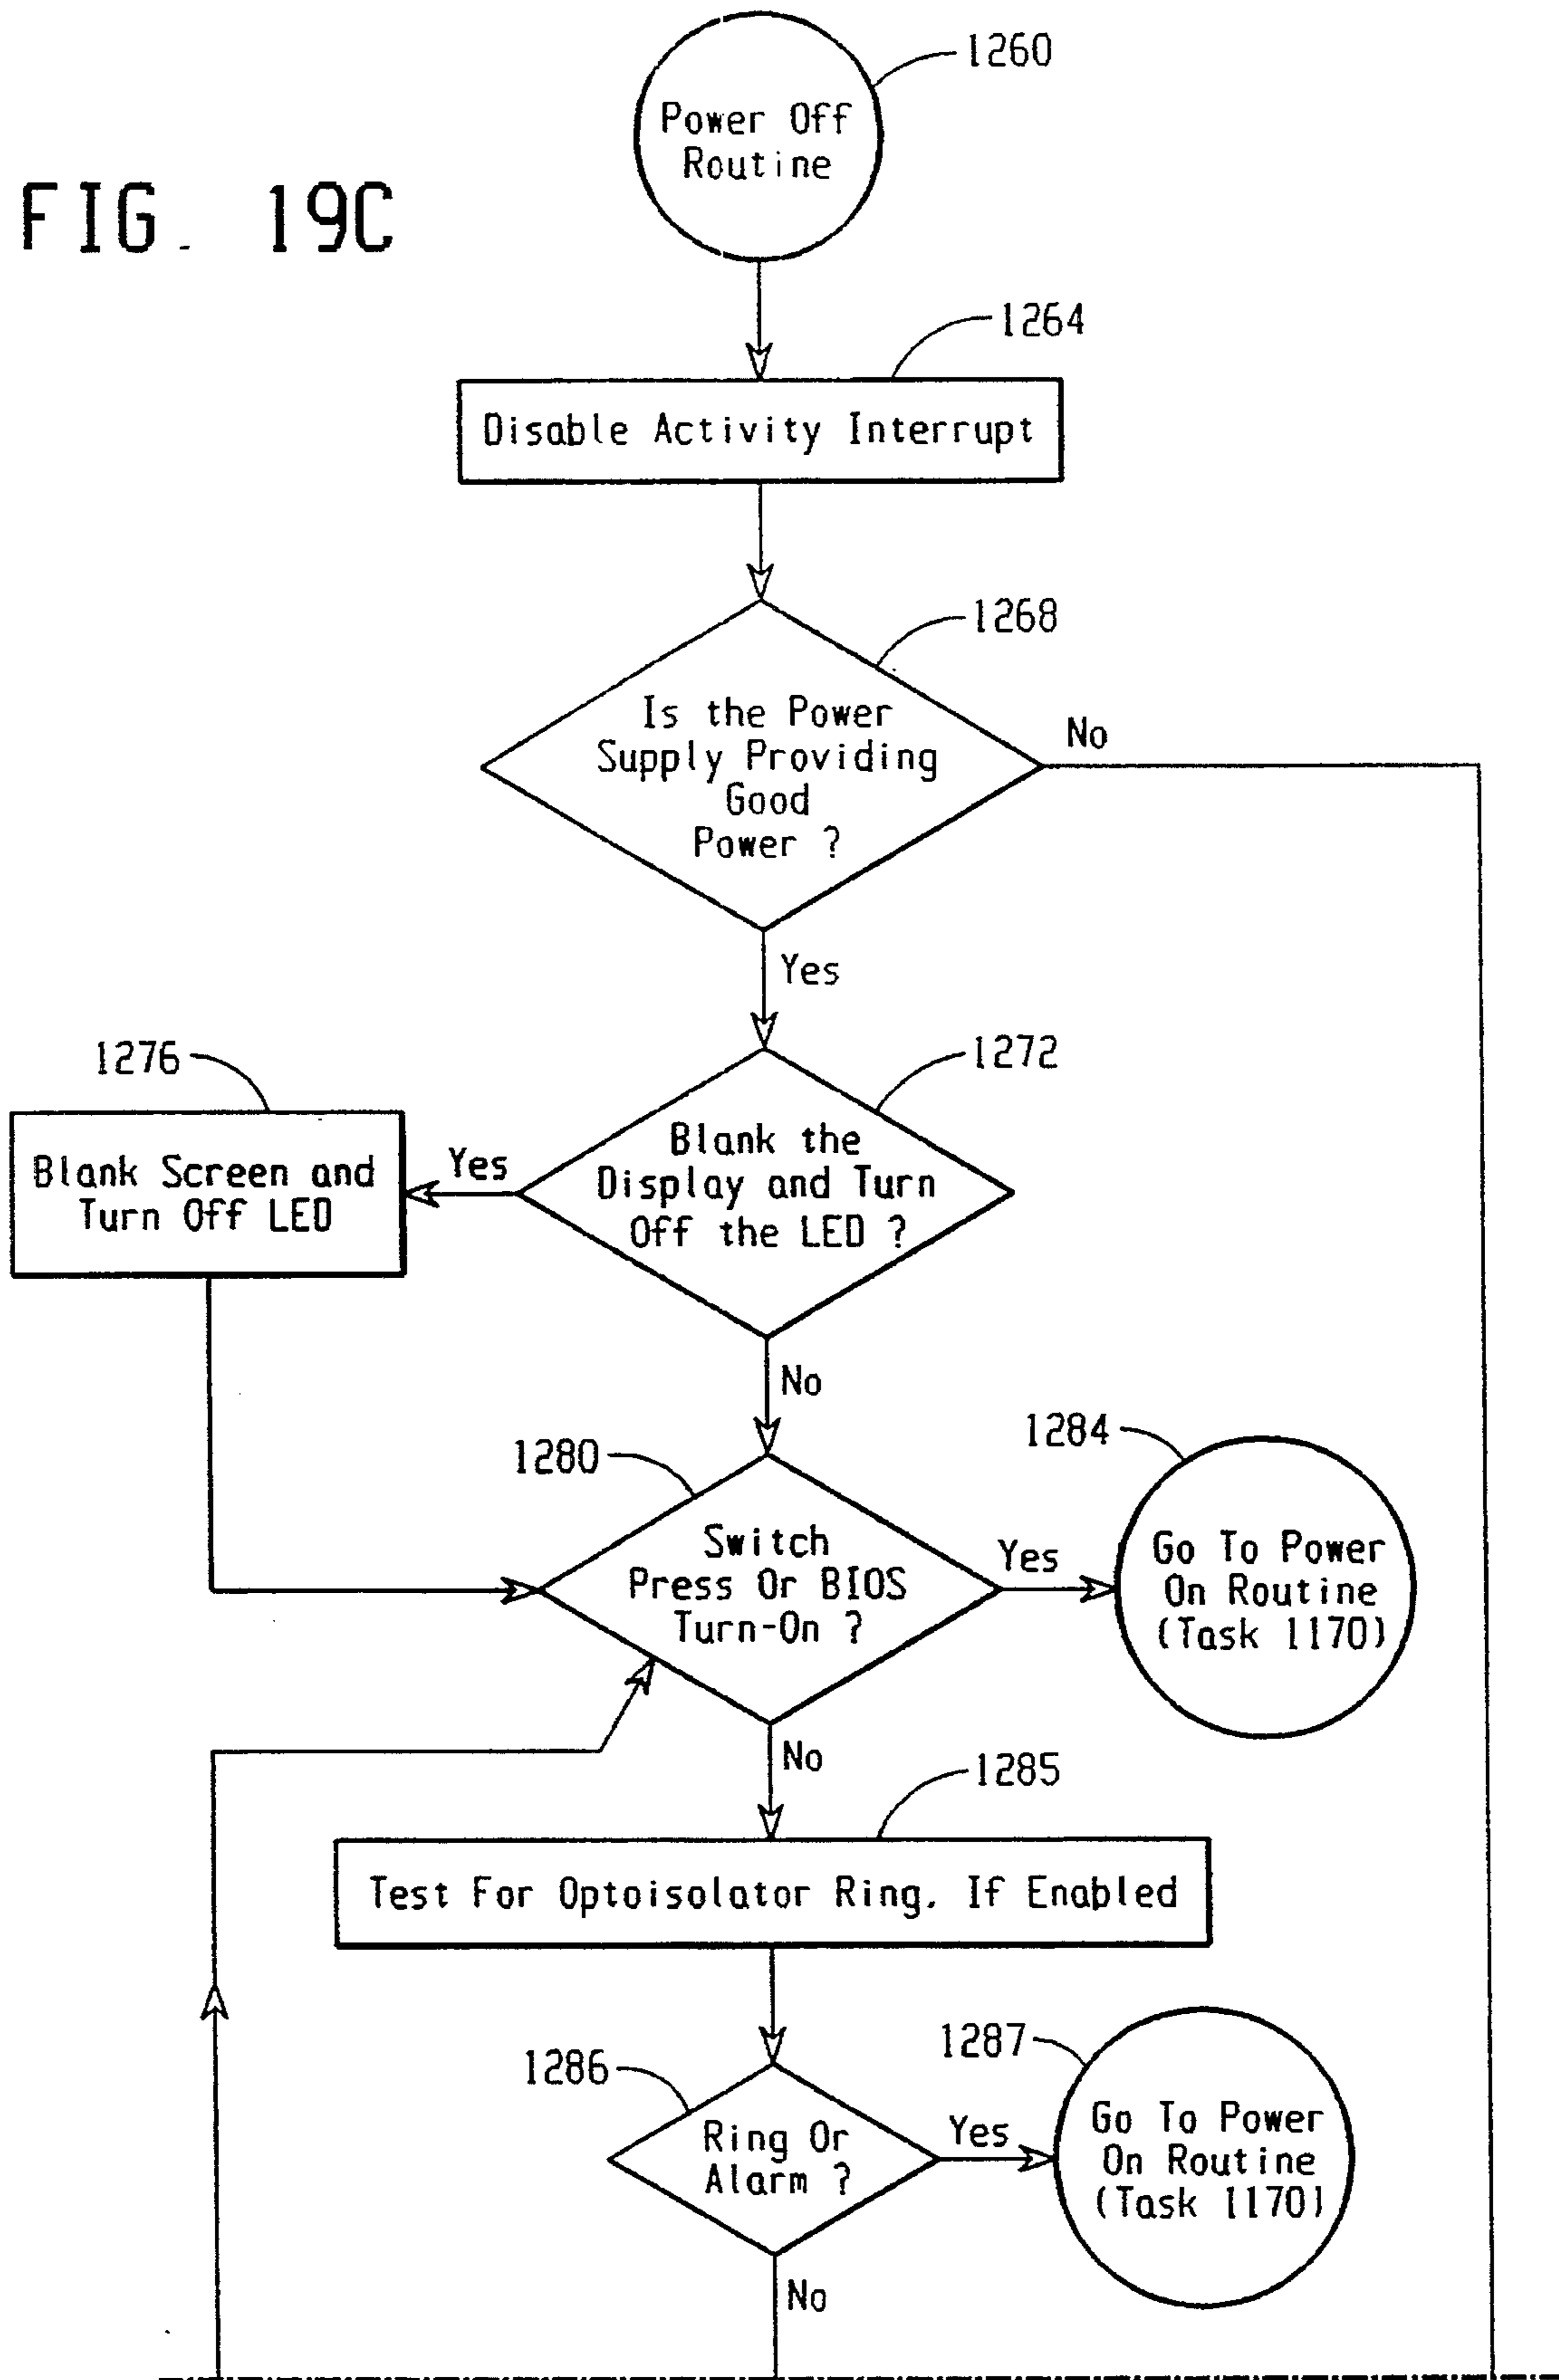 1260
Power Off
Routine
FIG. 19C
1264
Disable Activity Interrupt
1268
Is the Power
Supply Providing
Good
Power ?
No
Yes
1276
1272
Blank Screen and
Turn Off LED
Yes
Blank the
Display and Turn
Off the LED ?
No
1280
1284
Switch
Press Or BIOS
Turn-On ?
Yes
Go To Power
On Routine
(Task 1170)
No
1285
Test For Optoisolator Ring, If Enabled
1286
1287
Ring Or
Alarm ?
Yes
Go To Power
On Routine
(Task 1170)
No